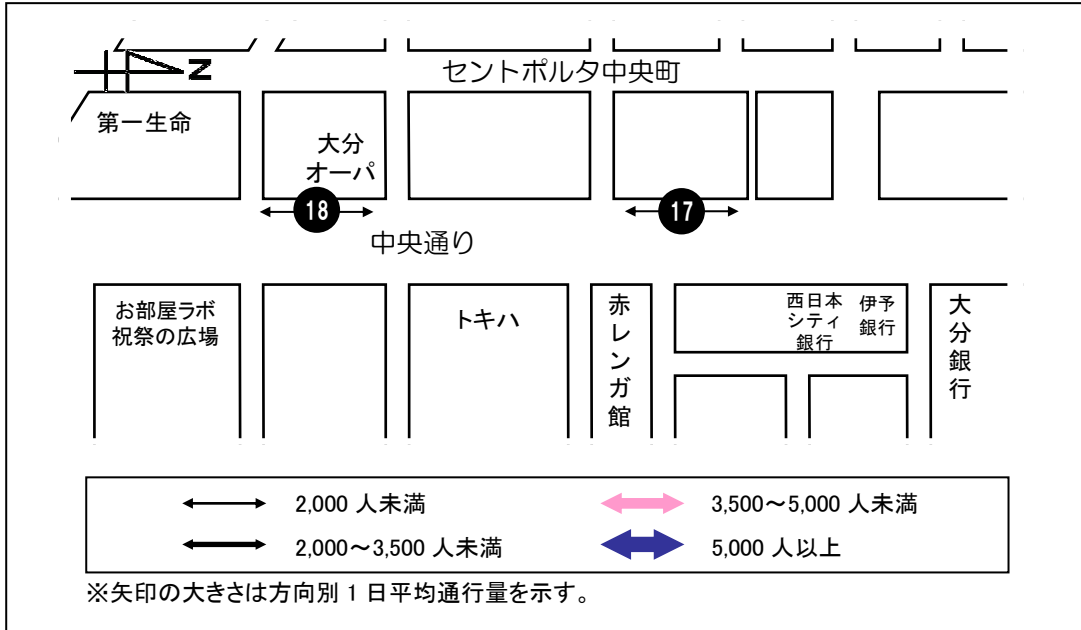 セントポルタ中央町
N
第一生命
大分
オーパ
18
17
中央通り
お部屋ラボ
祝祭の広場
トキハ
赤レンガ館
西日本
シティ
銀行
伊予
銀行
大分銀行
2,000 人未満
3,500～5,000 人未満
2,000～3,500 人未満
5,000 人以上
※矢印の大きさは方向別 1 日平均通行量を示す。